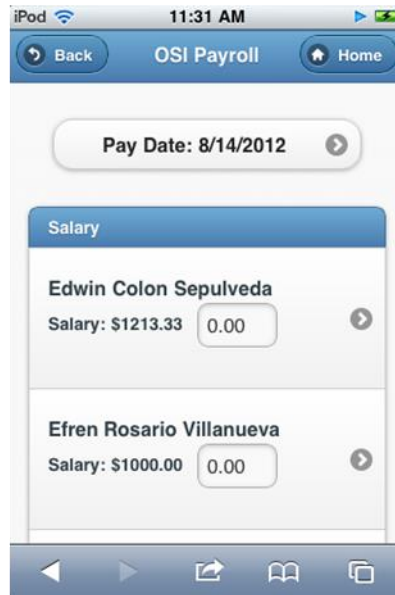 iPod 11:31 AM
Back OSI Payroll Home
Pay Date: 8/14/2012
Salary
Edwin Colon Sepulveda
Salary: $1213.33 0.00
Efren Rosario Villanueva
Salary: $1000.00 0.00